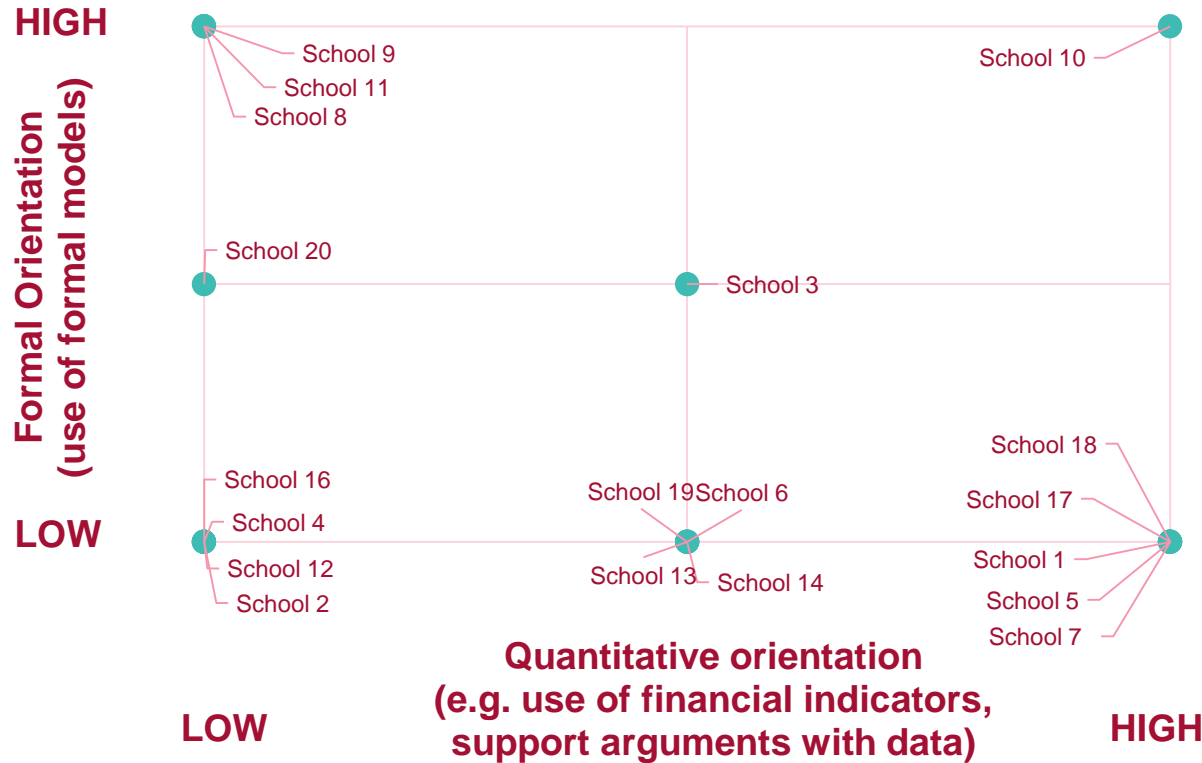 HIGH
School 9
School 10
School 11
School 8
Formal Orientation
(use of formal models)
School 20
School 3
School 18
School 16
School 19
School 6
School 17
School 4
LOW
School 1
School 12
School 13
School 14
School 5
School 2
School 7
Quantitative orientation
(e.g. use of financial indicators,
support arguments with data)
LOW
HIGH